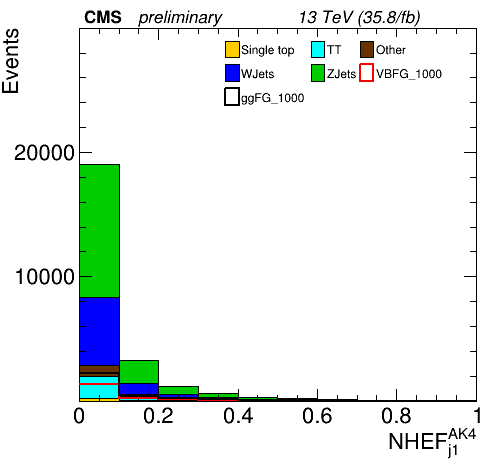 CMS preliminary 13 TeV (35.8/fb)
Events
Single top TT Other
WJets ZJets VBFG_1000
ggFG_1000
20000
10000
0 0.2 0.4 0.6 0.8 1
NHEF^{AK4}_{j1}